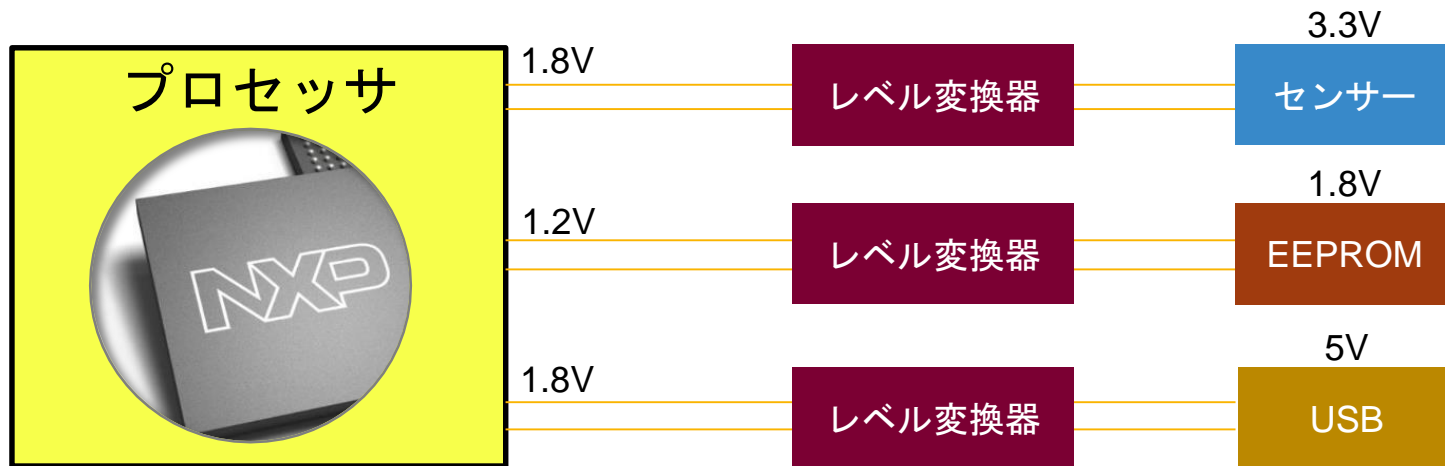 プロセッサ
NXP
1.8V
レベル変換器
3.3V
センサー
1.2V
レベル変換器
1.8V
EEPROM
1.8V
レベル変換器
5V
USB